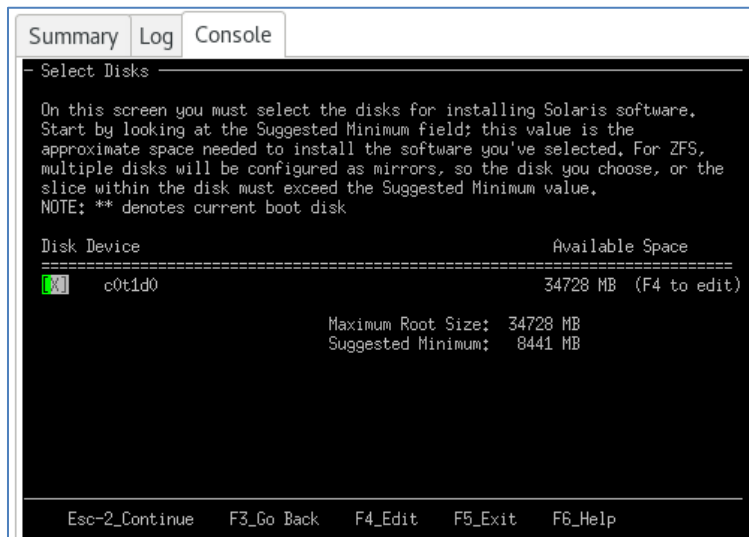 Summary Log Console
Select Disks
On this screen you must select the disks for installing Solaris software.
Start by looking at the Suggested Minimum field; this value is the
approximate space needed to install the software you've selected. For ZFS,
multiple disks will be configured as mirrors, so the disk you choose, or the
slice within the disk must exceed the Suggested Minimum value.
NOTE: ** denotes current boot disk
Disk Device Available Space
[X] c0t1d0 34728 MB (F4 to edit)
Maximum Root Size: 34728 MB
Suggested Minimum: 8441 MB
Esc-2_Continue F3_Go Back F4_Edit F5_Exit F6_Help